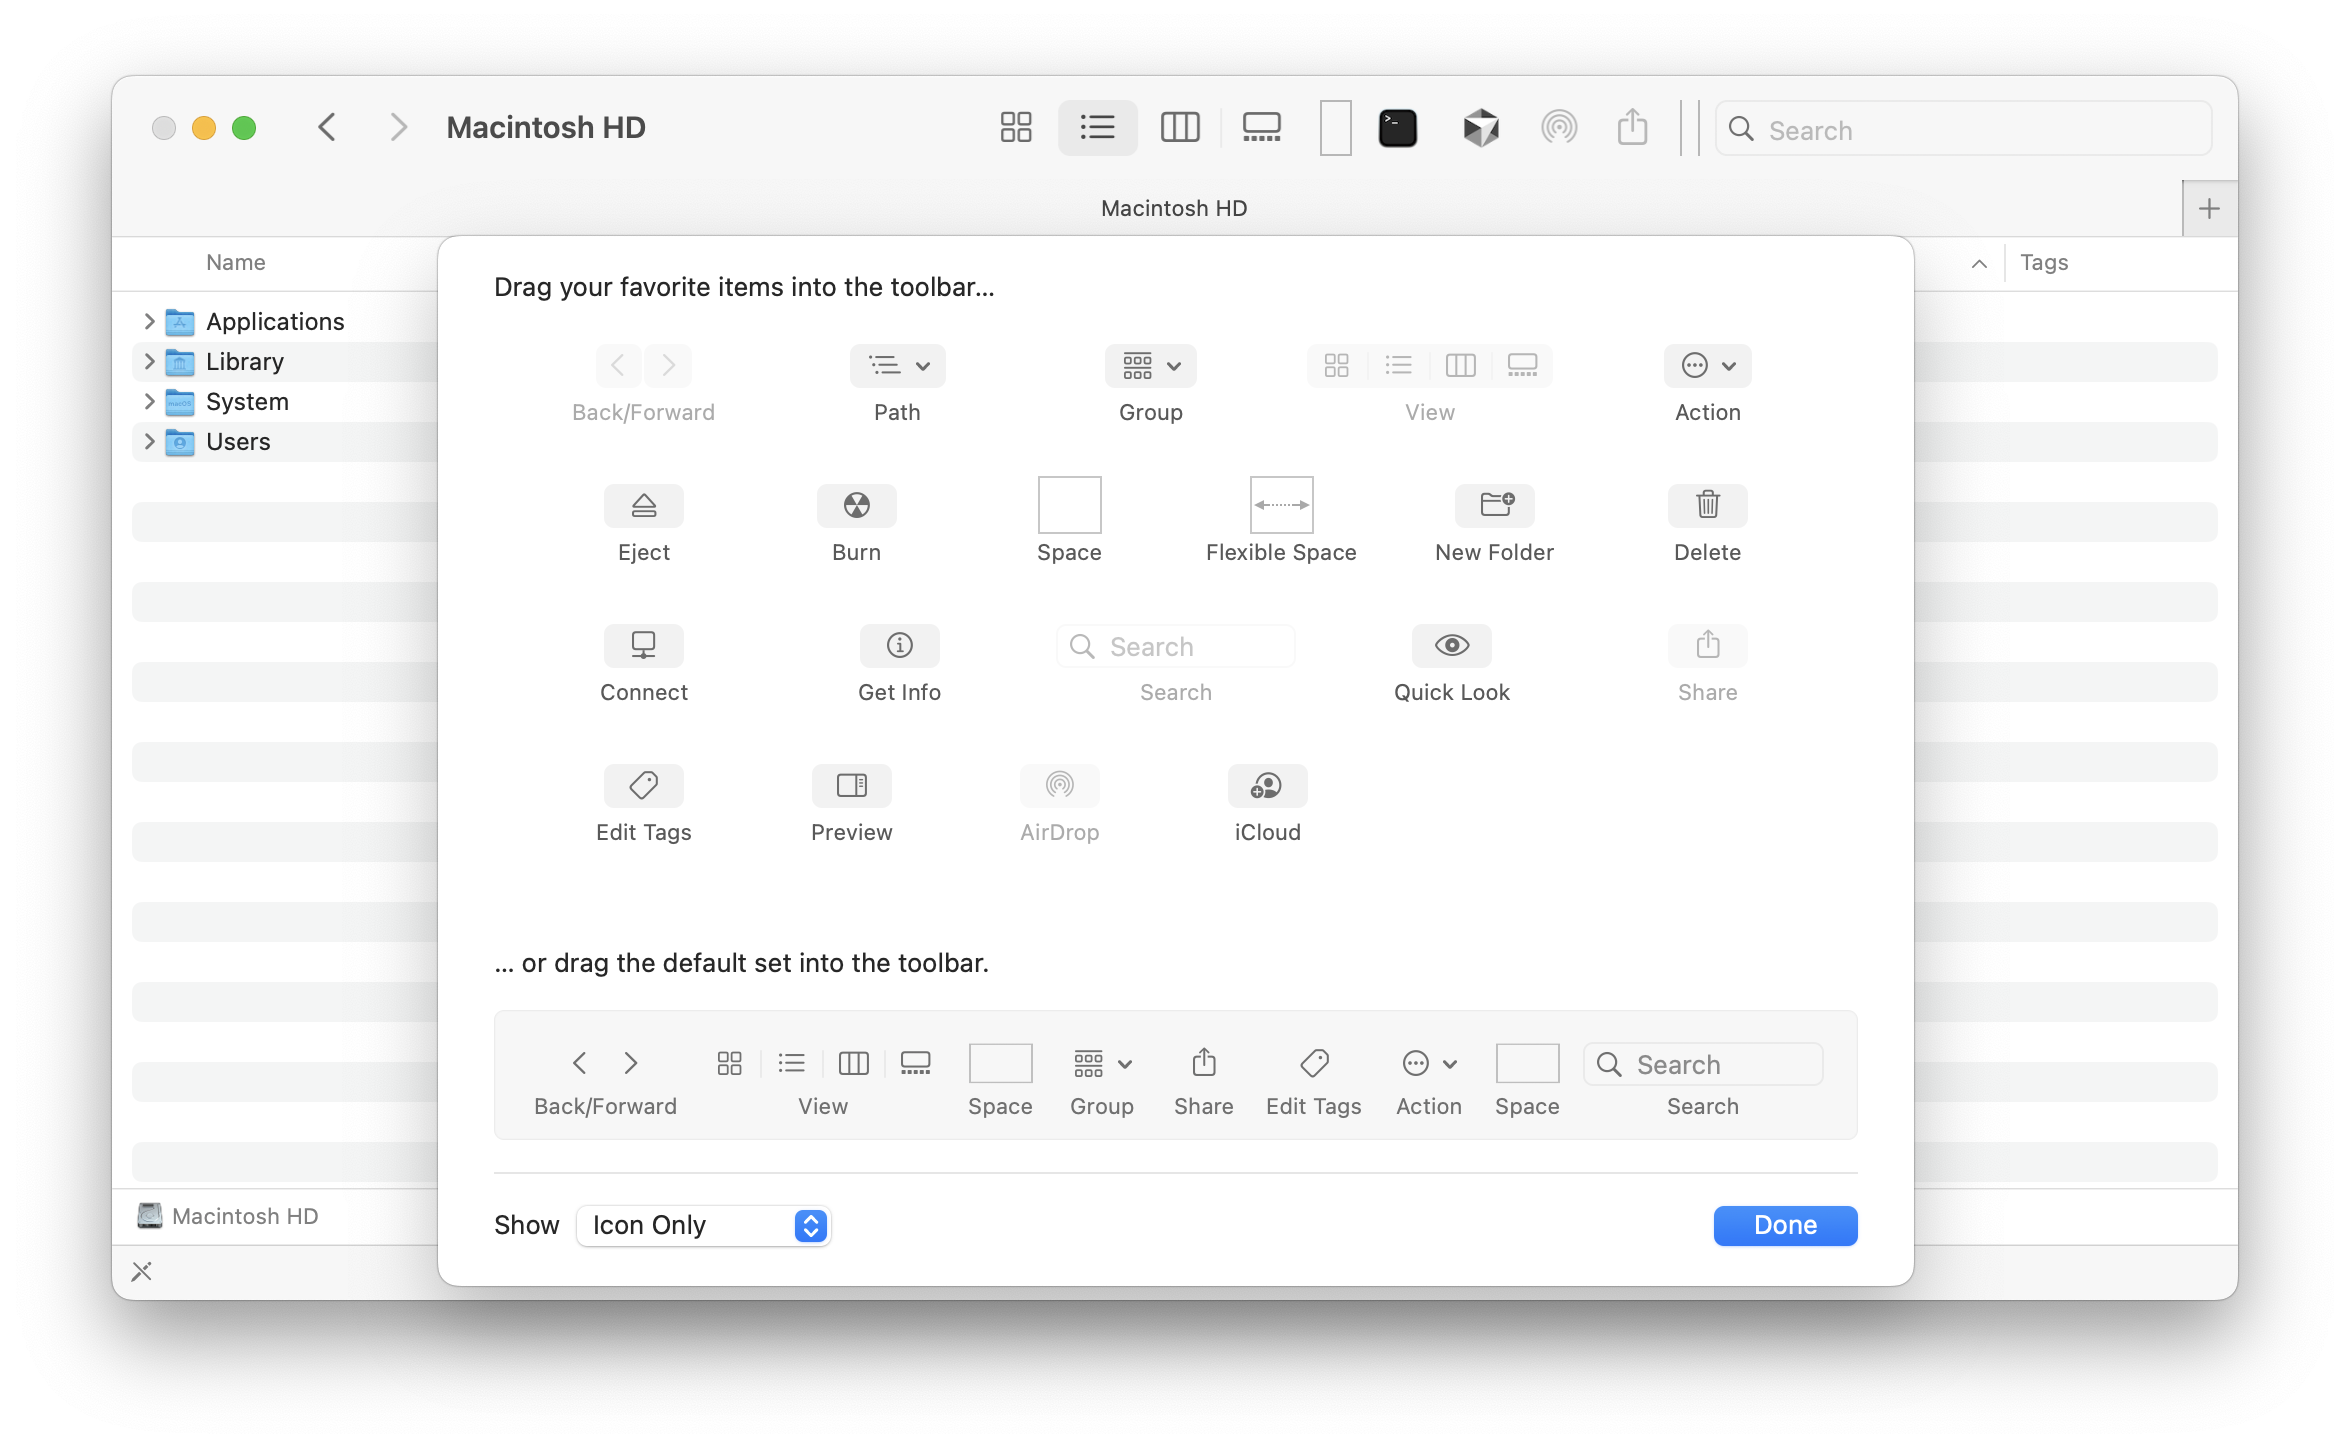 Macintosh HD
Search
Macintosh HD
Name
Tags
Applications
Library
System
Users
Drag your favorite items into the toolbar...
Back/Forward
Path
Group
View
Action
Eject
Burn
Space
Flexible Space
New Folder
Delete
Connect
Get Info
Search
Search
Quick Look
Share
Edit Tags
Preview
AirDrop
iCloud
... or drag the default set into the toolbar.
Search
Back/Forward
View
Space
Group
Share
Edit Tags
Action
Space
Search
Show
Icon Only
Done
Macintosh HD